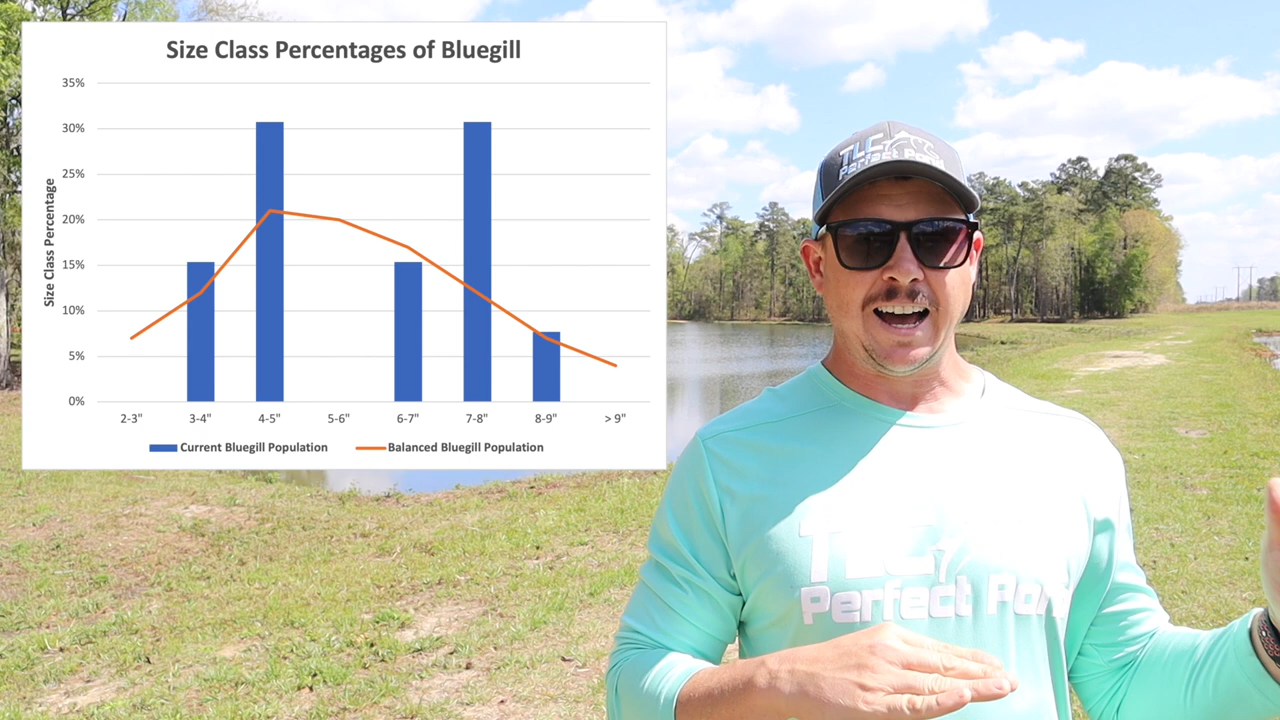 Size Class Percentages of Bluegill
35%
30%
25%
20%
15%
10%
5%
0%
Size Class Percentage
2-3" 3-4" 4-5" 5-6" 6-7" 7-8" 8-9" > 9"
Current Bluegill Population Balanced Bluegill Population
TLC
Perfect Pon
TLC
Perfect Pon